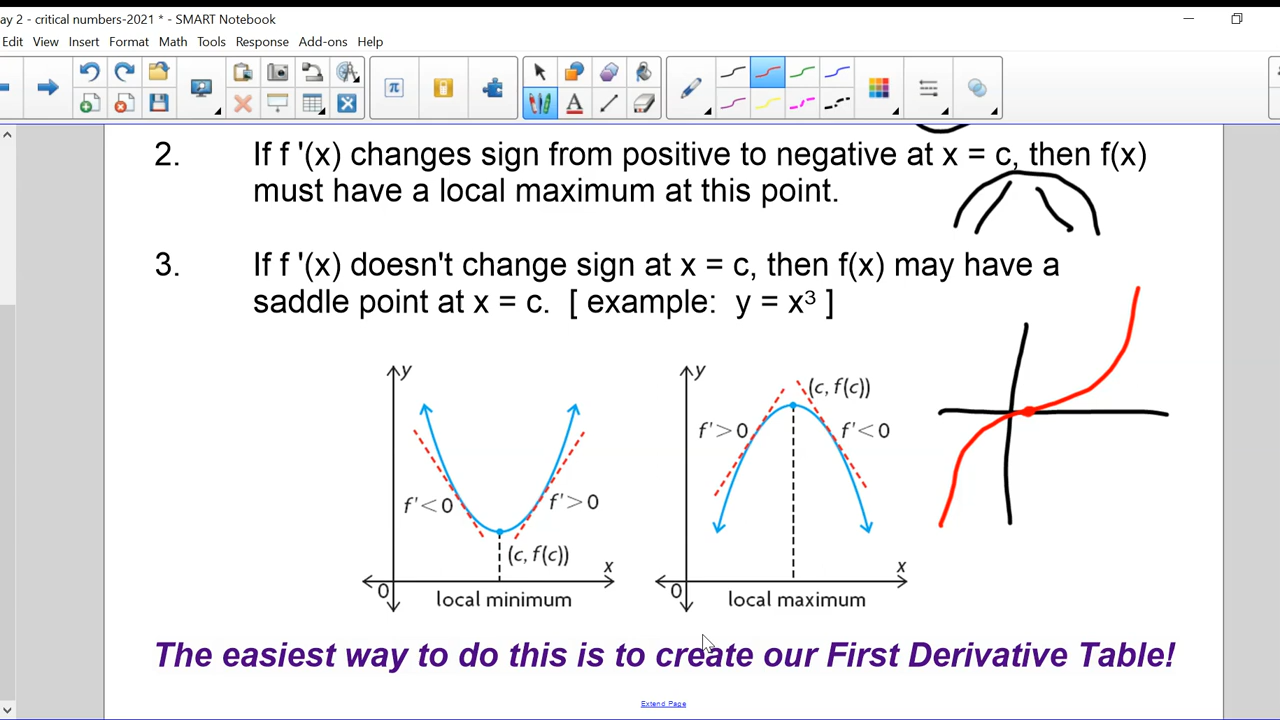 ay 2 - critical numbers-2021 * - SMART Notebook
Edit View Insert Format Math Tools Response Add-ons Help
π
A
2. If f '(x) changes sign from positive to negative at x = c, then f(x)
must have a local maximum at this point.
3. If f '(x) doesn't change sign at x = c, then f(x) may have a
saddle point at x = c. [ example: y = x³ ]
y
f'<0
f'>0
(c, f(c))
x
0
local minimum
y
(c, f(c))
f'>0
f'<0
x
0
local maximum
The easiest way to do this is to create our First Derivative Table!
Extend Page